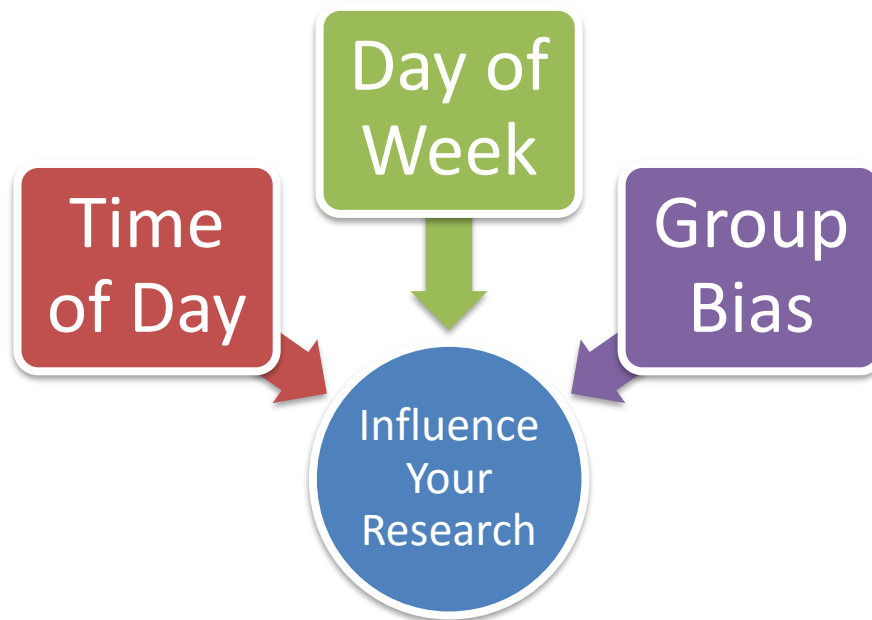 Day of
Week
Time
of Day
Group
Bias
Influence
Your
Research